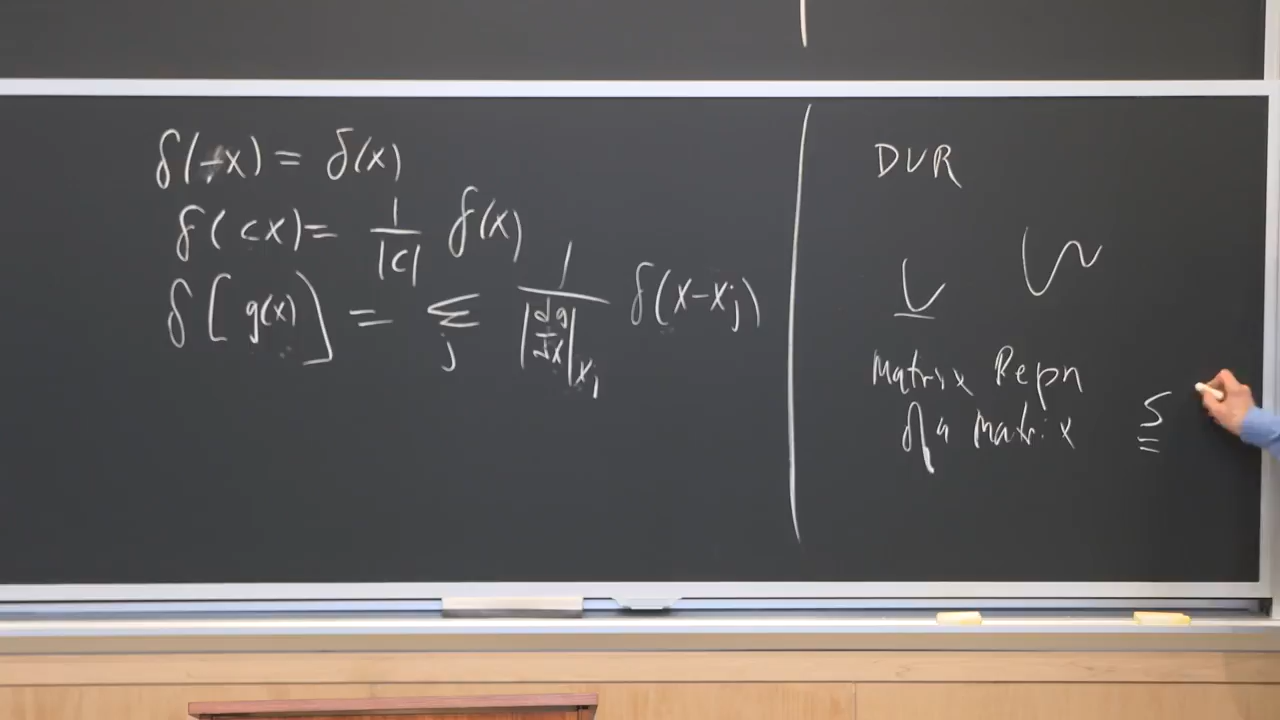 δ(-x) = δ(x)
δ(cx) = 1/|c| δ(x)
δ[g(x)] = Σ_j 1/|dg/dx|_{x_j} δ(x-x_j)
DVR
Matrix Repn
of a Matrix S